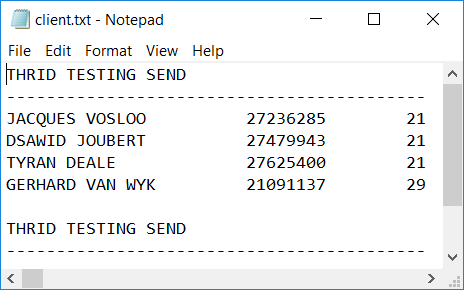 client.txt - Notepad
File Edit Format View Help
THRID TESTING SEND
------------------------------------------
JACQUES VOSLOO          27236285        21
DSAWID JOUBERT          27479943        21
TYRAN DEALE             27625400        21
GERHARD VAN WYK         21091137        29
THRID TESTING SEND
------------------------------------------